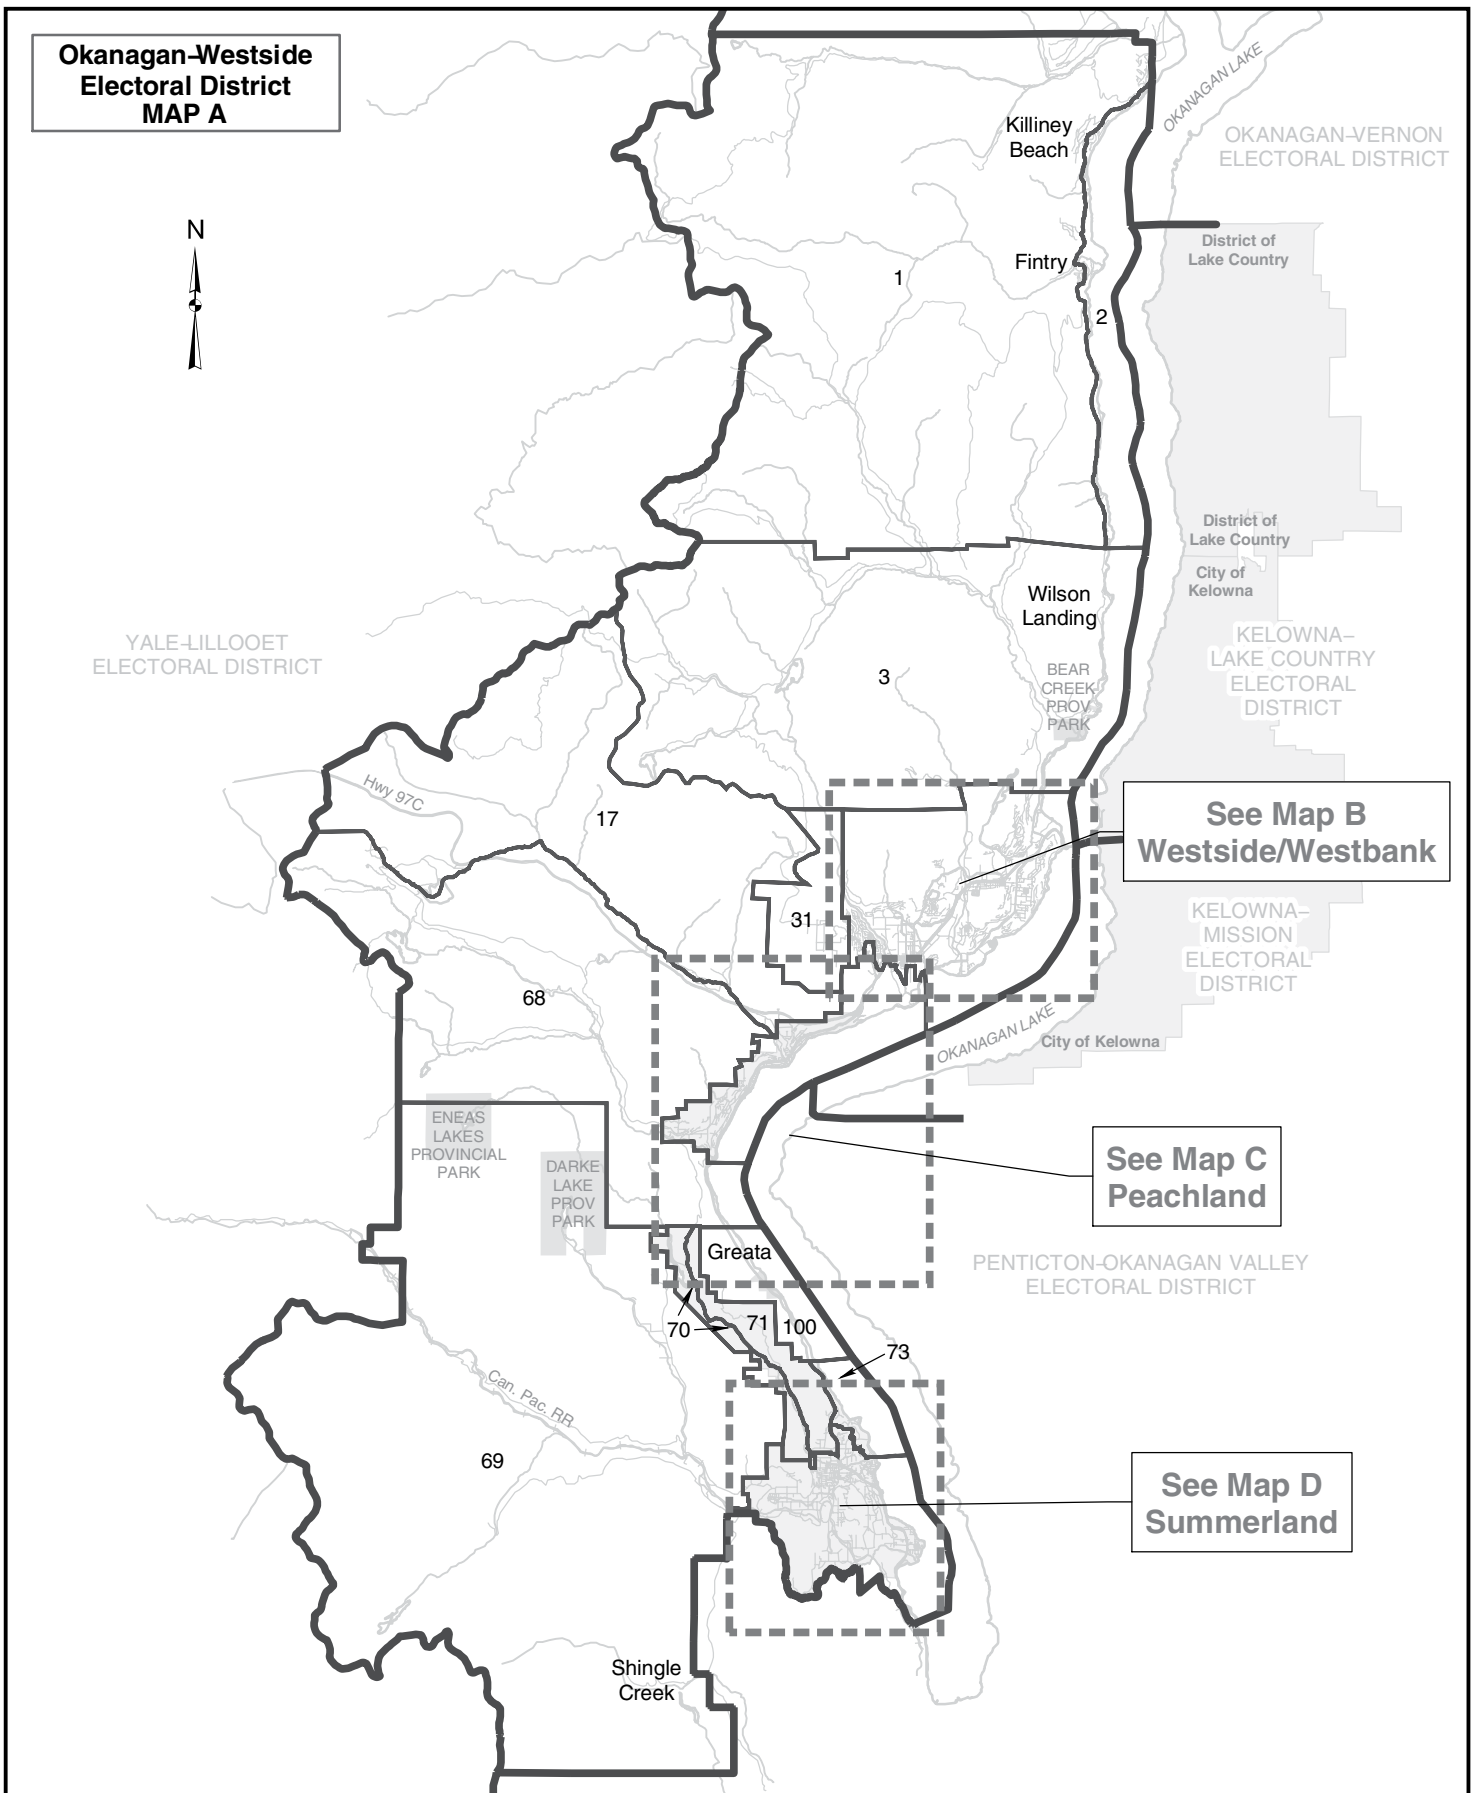 Okanagan–Westside
Electoral District
MAP A
N
Killiney
Beach
OKANAGAN LAKE
OKANAGAN–VERNON
ELECTORAL DISTRICT
District of
Lake Country
Fintry
1
2
District of
Lake Country
City of
Kelowna
Wilson
Landing
YALE–LILLOOET
ELECTORAL DISTRICT
KELOWNA–
LAKE COUNTRY
ELECTORAL
DISTRICT
3
BEAR
CREEK
PROV
PARK
Hwy 97C
17
See Map B
Westside/Westbank
31
KELOWNA–
MISSION
ELECTORAL
DISTRICT
68
OKANAGAN LAKE
City of Kelowna
ENEAS
LAKES
PROVINCIAL
PARK
DARKE
LAKE
PROV
PARK
See Map C
Peachland
Greata
PENTICTON–OKANAGAN VALLEY
ELECTORAL DISTRICT
70
71
100
73
Can. Pac. RR
69
See Map D
Summerland
Shingle
Creek